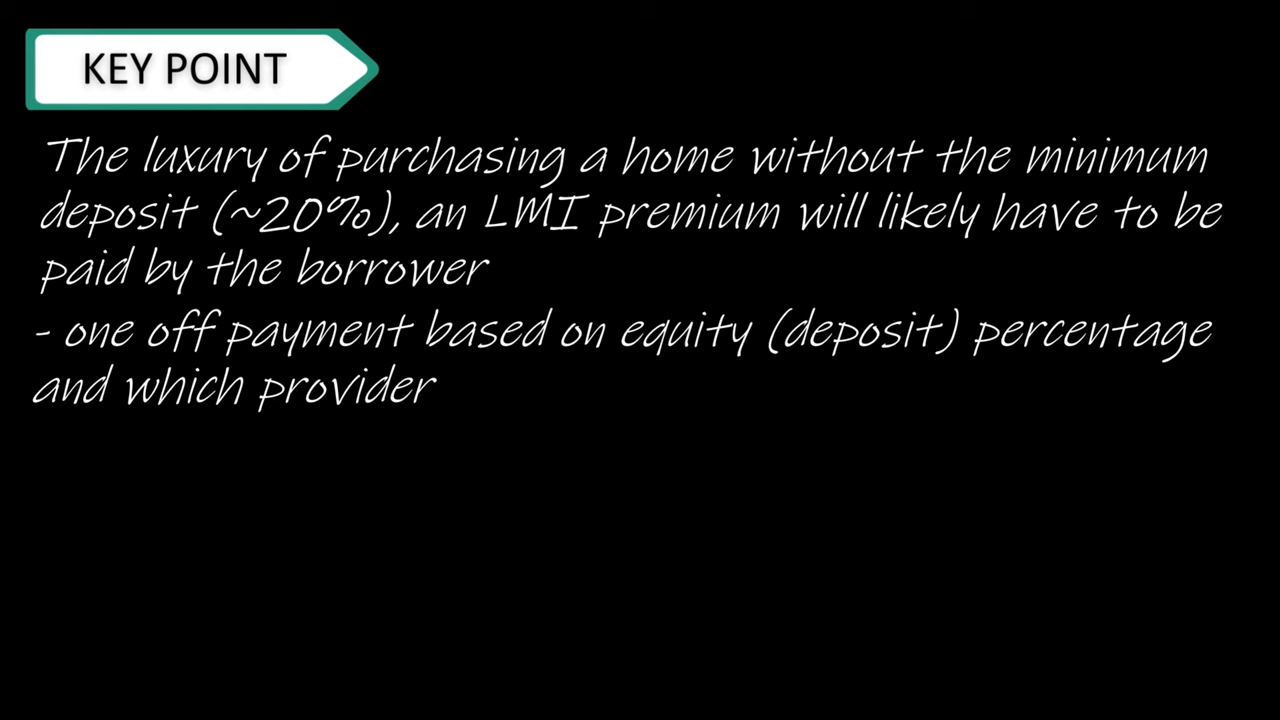 KEY POINT
The luxury of purchasing a home without the minimum
deposit (~20%), an LMI premium will likely have to be
paid by the borrower
- one off payment based on equity (deposit) percentage
and which provider